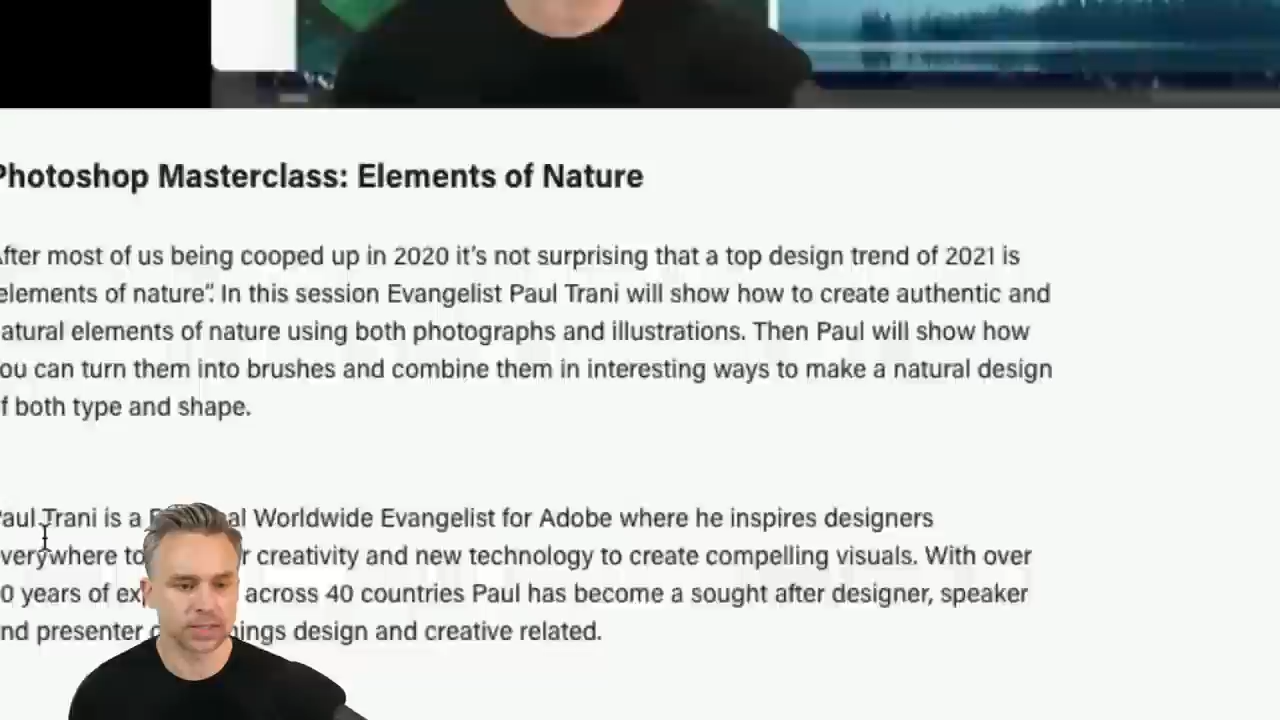 Photoshop Masterclass: Elements of Nature
After most of us being cooped up in 2020 it's not surprising that a top design trend of 2021 is
elements of nature". In this session Evangelist Paul Trani will show how to create authentic and
atural elements of nature using both photographs and illustrations. Then Paul will show how
ou can turn them into brushes and combine them in interesting ways to make a natural design
f both type and shape.
Paul Trani is a al Worldwide Evangelist for Adobe where he inspires designers
verywhere to r creativity and new technology to create compelling visuals. With over
0 years of ex across 40 countries Paul has become a sought after designer, speaker
nd presenter ings design and creative related.